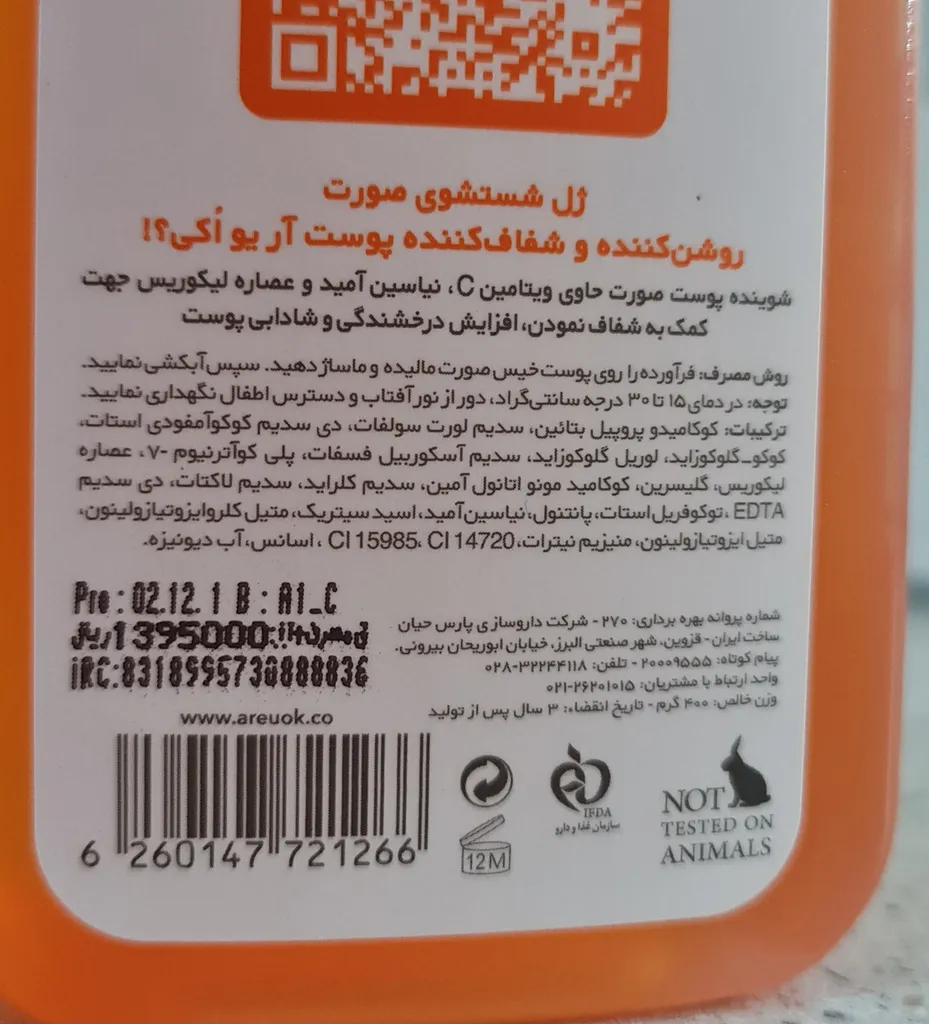 ژل شستشوی صورت
روشن‌کننده و شفاف‌کننده پوست آر یو اُکی؟!
شوینده پوست صورت حاوی ویتامین C، نیاسین آمید و عصاره لیکوریس جهت
کمک به شفاف نمودن، افزایش درخشندگی و شادابی پوست
روش مصرف: فرآورده را روی پوست خیس صورت مالیده و ماساژ دهید. سپس آبکشی نمایید.
توجه: در دمای ۱۵ تا ۳۰ درجه سانتی‌گراد، دور از نور آفتاب و دسترس اطفال نگهداری نمایید.
ترکیبات: کوکامیدو پروپیل بتائین، سدیم لورت سولفات، دی سدیم کوکوآمفودی استات،
کوکو-گلوکوزاید، لوریل گلوکوزاید، سدیم آسکوربیل فسفات، پلی کوآترنیوم -۷، عصاره
لیکوریس، گلیسرین، کوکامید مونو اتانول آمین، سدیم کلراید، سدیم لاکتات، دی سدیم
EDTA، توکوفریل استات، پانتنول، نیاسین آمید، اسید سیتریک، متیل کلروایزوتیازولینون،
متیل ایزوتیازولینون، منیزیم نیترات، CI 15985، CI 14720، اسانس، آب دیونیزه.
Pre : 02.12. 1 B : A1_C
1395000 ریال
IRC:8318995730888836
شماره پروانه بهره برداری: ۲۷۰ - شرکت داروسازی پارس حیان
ساخت ایران - قزوین، شهر صنعتی البرز، خیابان ابوریحان بیرونی.
پیام کوتاه: ۲۰۰۰۹۵۵۵ - تلفن: ۳۲۲۴۴۱۱۸-۰۲۸
واحد ارتباط با مشتریان: ۲۶۲۰۱۰۱۵-۰۲۱
وزن خالص: ۴۰۰ گرم - تاریخ انقضاء: ۳ سال پس از تولید
www.areuok.co
6 260147 721266
12M
IFDA
سازمان غذا و دارو
NOT
TESTED ON
ANIMALS